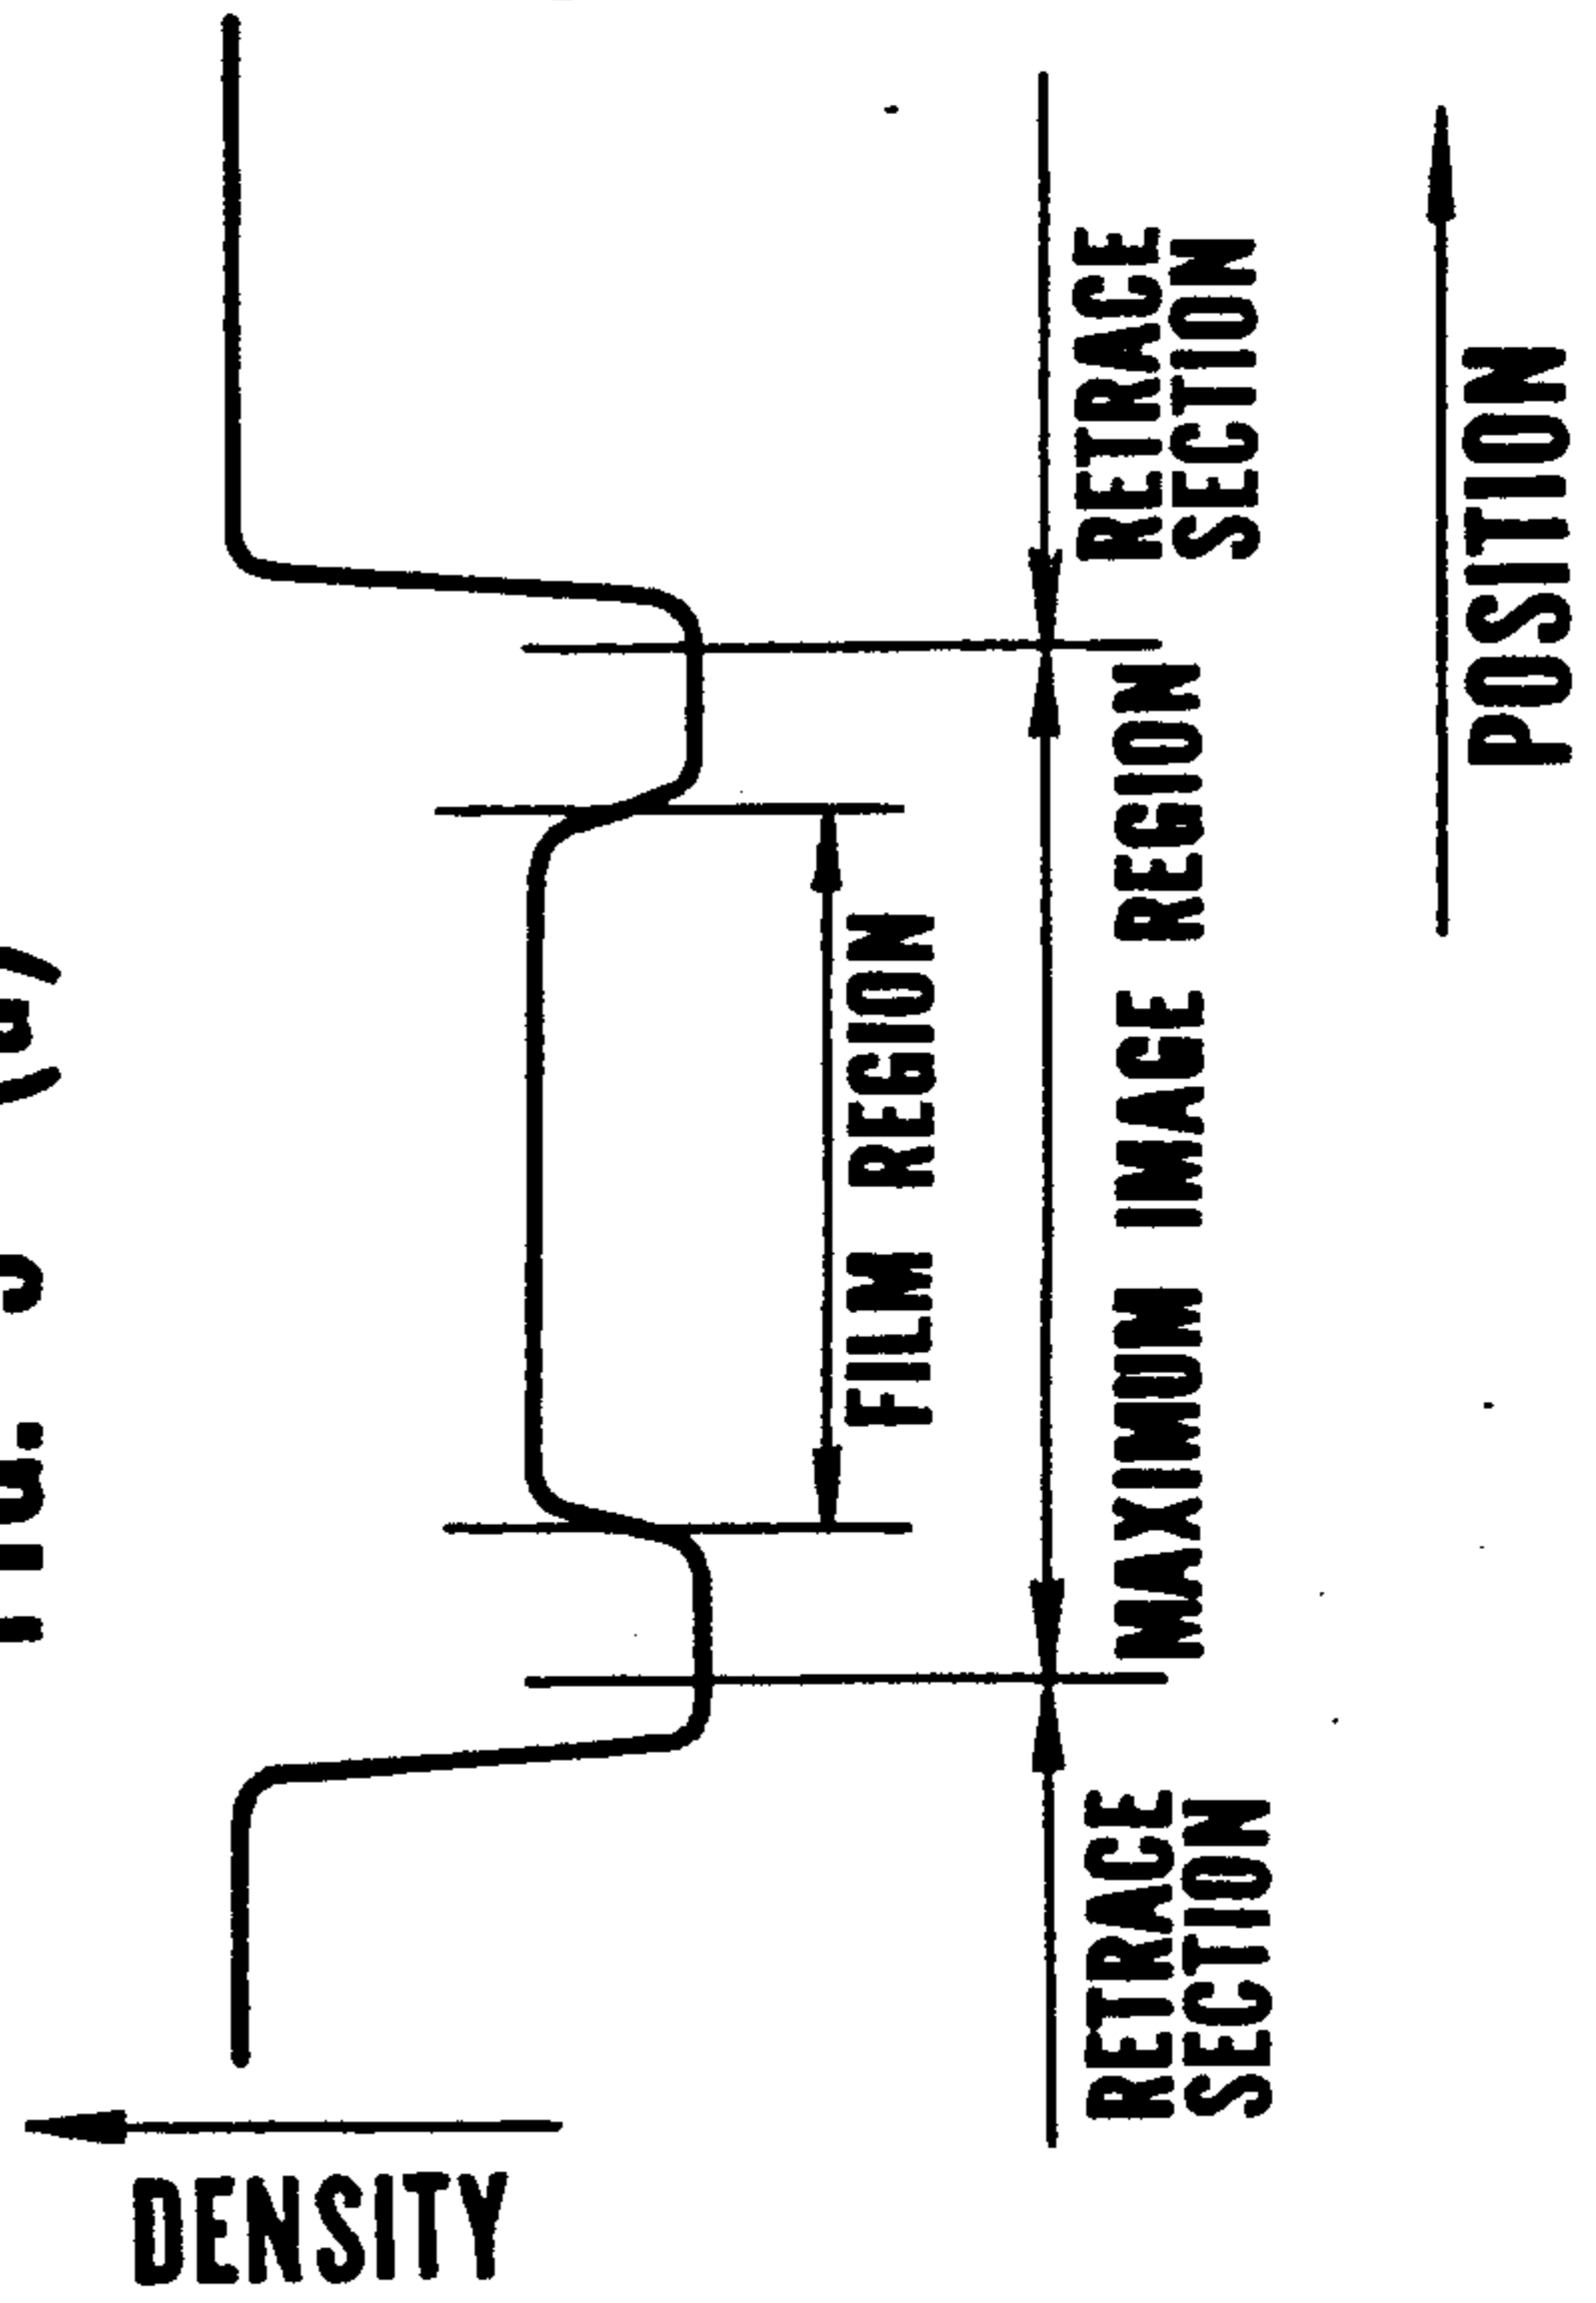 DENSITY
FILM REGION
RETRACE
SECTION
MAXIMUM IMAGE REGION
RETRACE
SECTION
POSITION